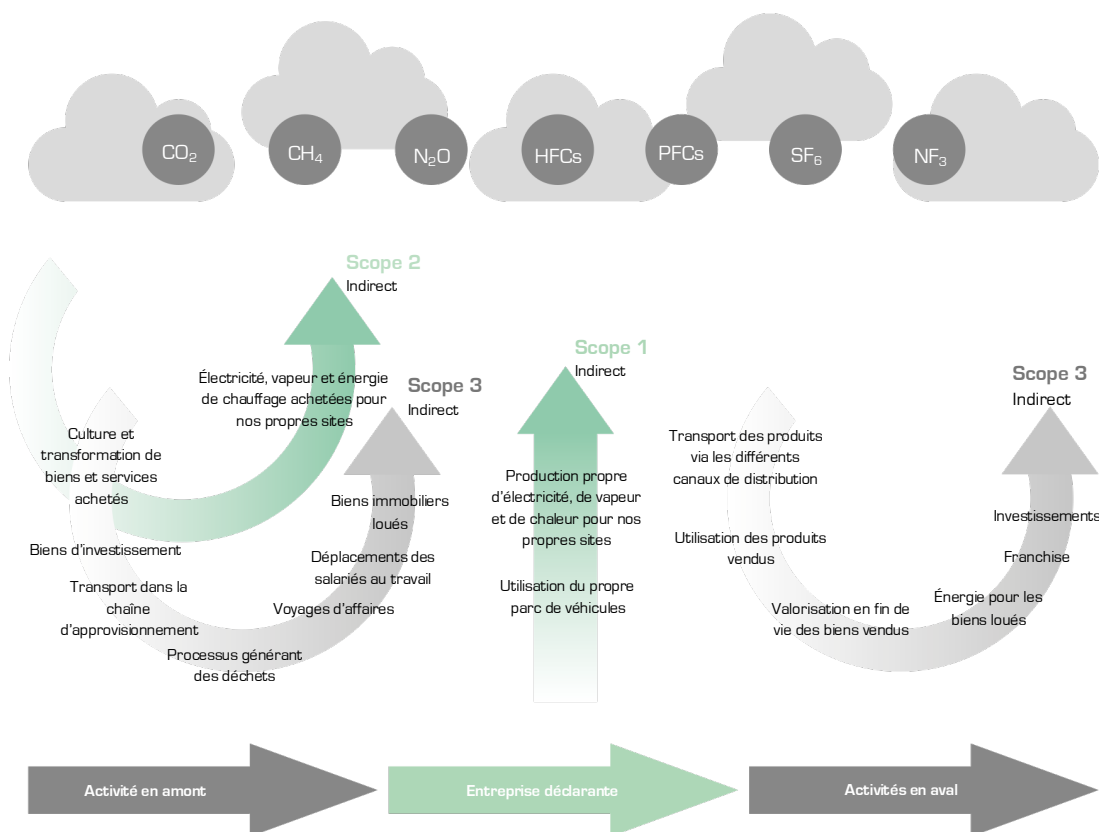 CO₂
CH₄
N₂O
HFCs
PFCs
SF₆
NF₃
Scope 2
Indirect
Électricité, vapeur et énergie
de chauffage achetées pour
nos propres sites
Scope 3
Indirect
Culture et
transformation de
biens et services
achetés
Biens d'investissement
Transport dans la
chaîne
d'approvisionnement
Processus générant
des déchets
Voyages d'affaires
Déplacements des
salariés au travail
Biens immobiliers
loués
Scope 1
Indirect
Production propre
d'électricité, de vapeur
et de chaleur pour nos
propres sites
Utilisation du propre
parc de véhicules
Scope 3
Indirect
Transport des produits
via les différents
canaux de distribution
Utilisation des produits
vendus
Valorisation en fin de
vie des biens vendus
Énergie pour les
biens loués
Franchise
Investissements
Activité en amont
Entreprise déclarante
Activités en aval